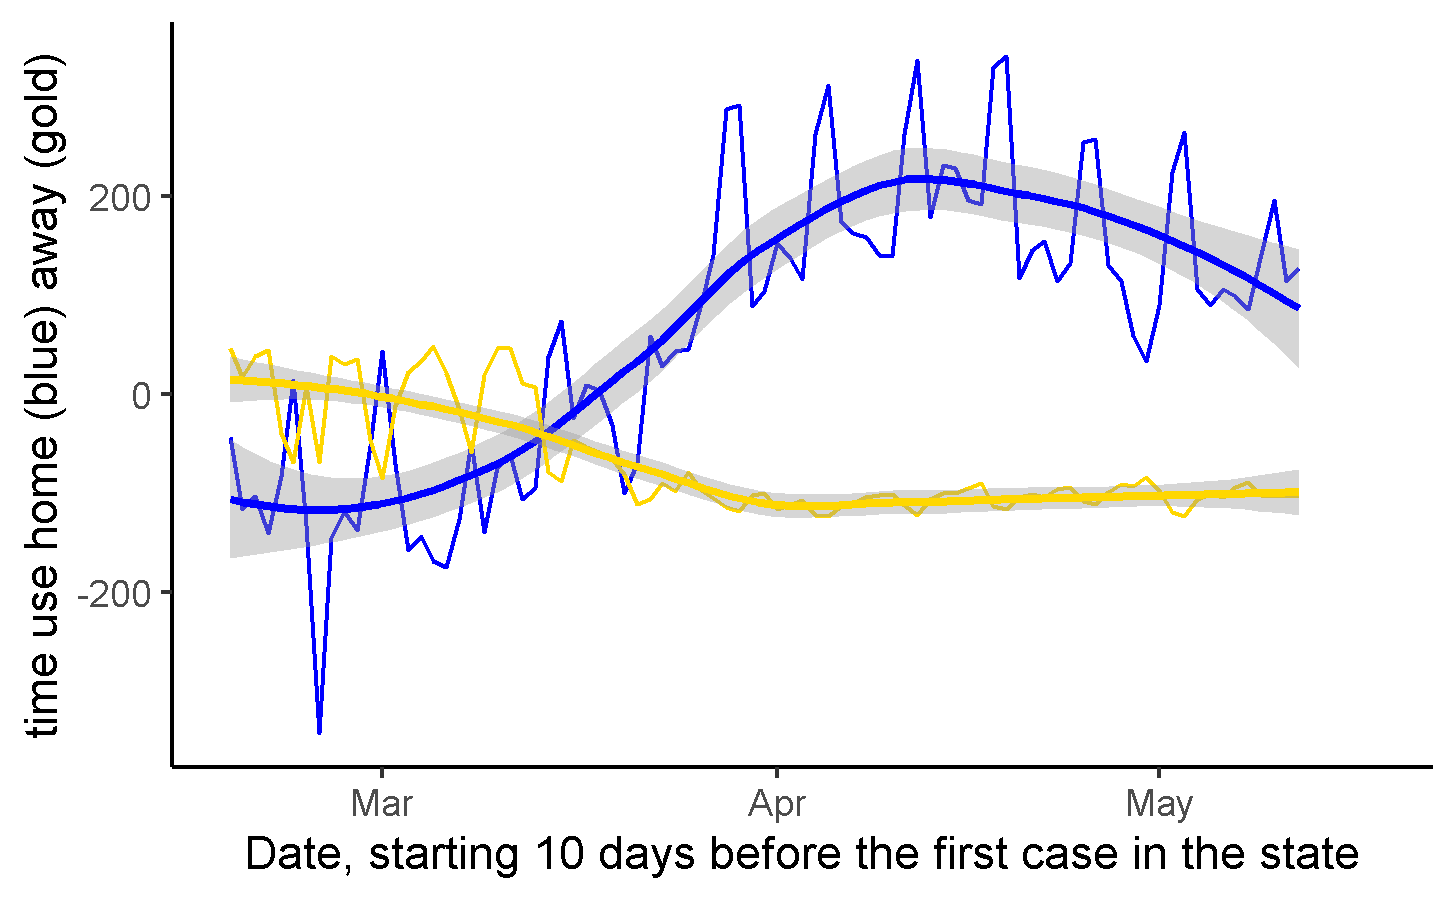 time use home (blue) away (gold)
200
0
-200
Mar
Apr
May
Date, starting 10 days before the first case in the state